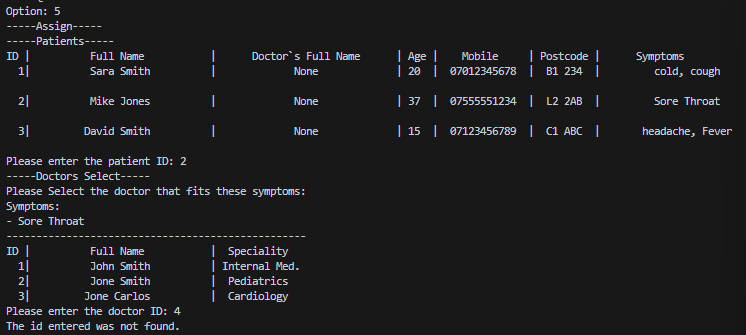 Option: 5
-----Assign-----
-----Patients-----
ID |          Full Name           |      Doctor`s Full Name      | Age |    Mobile     | Postcode |      Symptoms
  1|          Sara Smith          |             None             | 20  |  07012345678  |  B1 234  |         cold, cough
  2|          Mike Jones          |             None             | 37  |  07555551234  |  L2 2AB  |         Sore Throat
  3|         David Smith          |             None             | 15  |  07123456789  |  C1 ABC  |       headache, Fever
Please enter the patient ID: 2
-----Doctors Select-----
Please Select the doctor that fits these symptoms:
Symptoms:
- Sore Throat
--------------------------------------------------
ID |          Full Name           |  Speciality
  1|          John Smith          | Internal Med.
  2|          Jone Smith          |  Pediatrics
  3|         Jone Carlos          |  Cardiology
Please enter the doctor ID: 4
The id entered was not found.